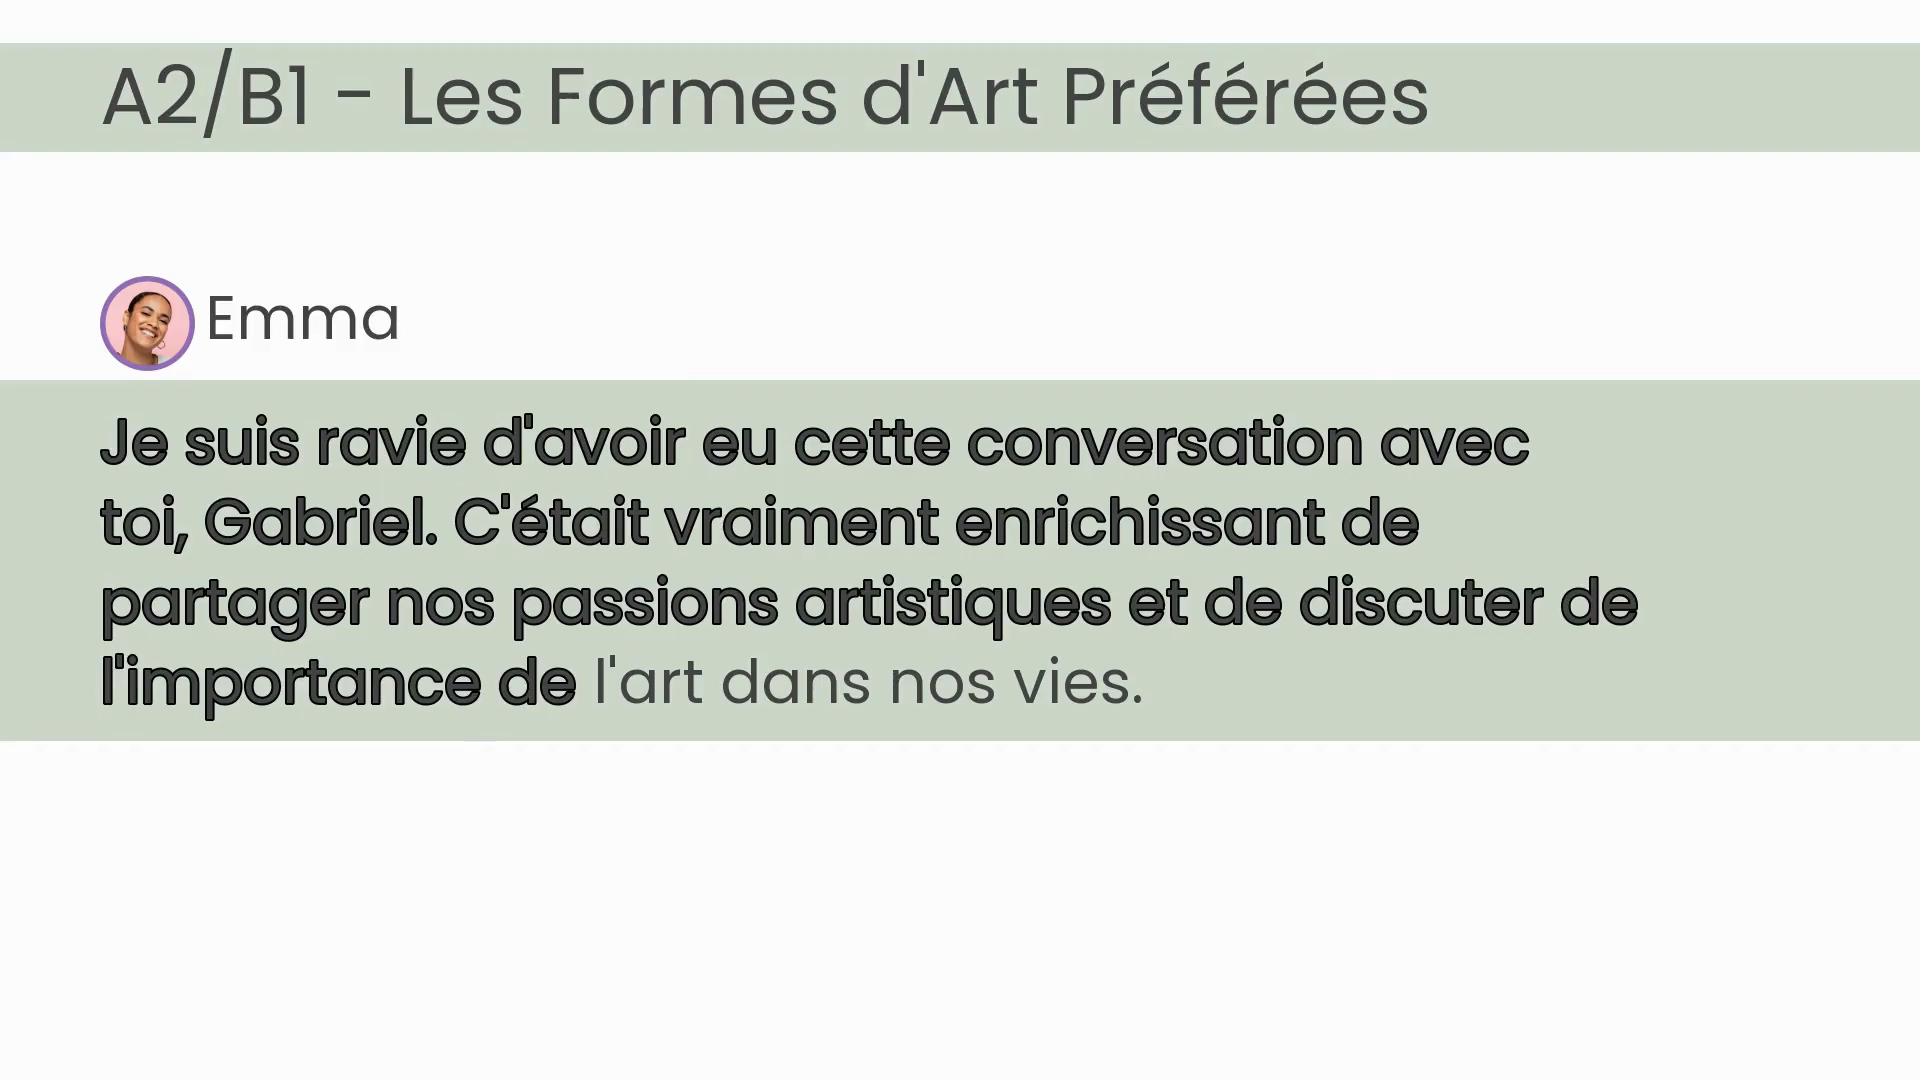 A2/B1 - Les Formes d'Art Préférées
Emma
Je suis ravie d'avoir eu cette conversation avec
toi, Gabriel. C'était vraiment enrichissant de
partager nos passions artistiques et de discuter de
l'importance de l'art dans nos vies.